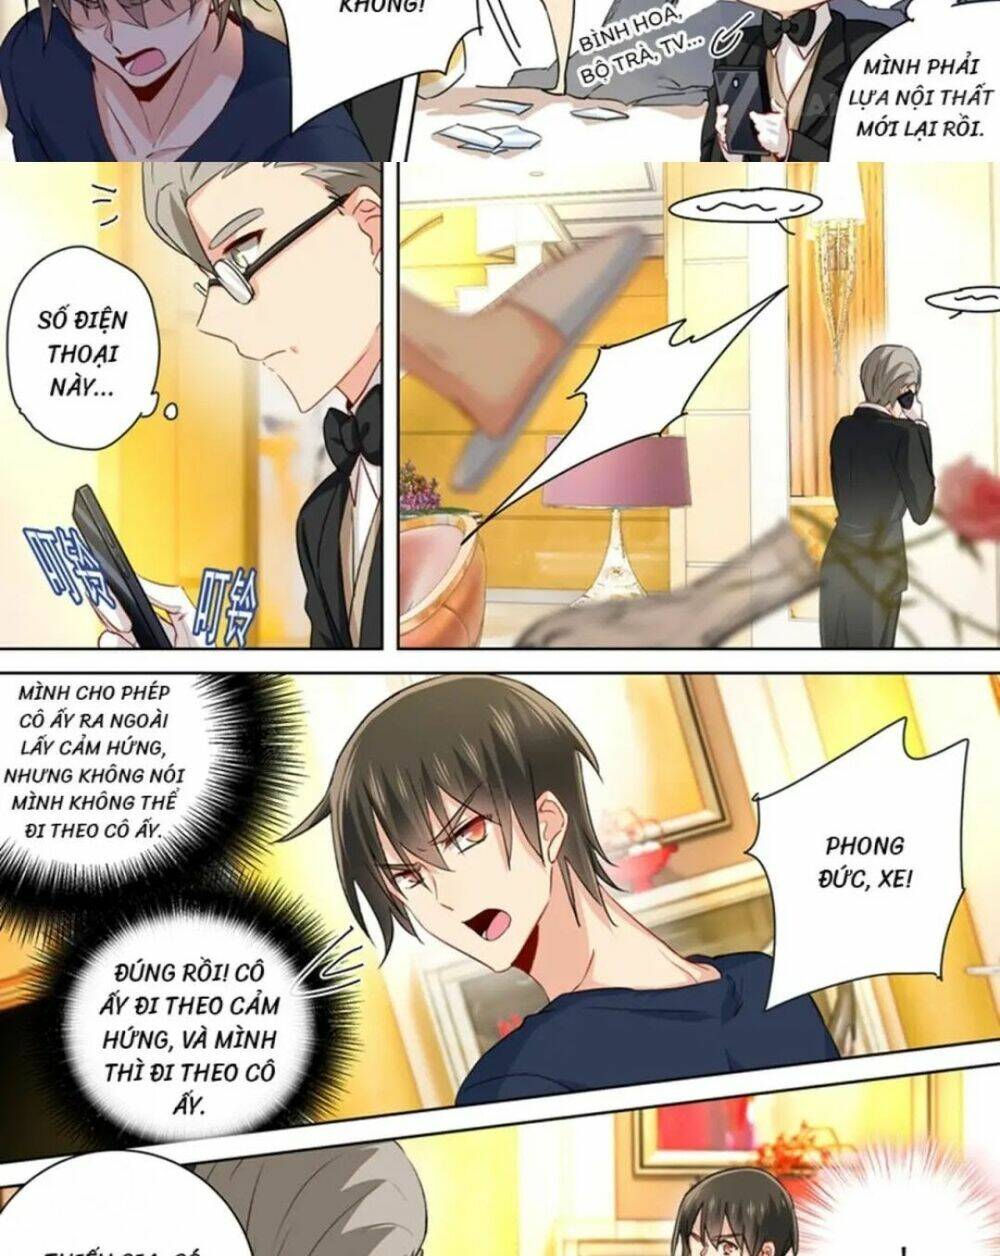 KHÔNG!
BÌNH HOA,
BỘ TRÀ, TV...
MÌNH PHẢI
LỰA NỘI THẤT
MỚI LẠI RỒI.
SỐ ĐIỆN
THOẠI
NÀY...
叮铃
叮铃
MÌNH CHO PHÉP
CÔ ẤY RA NGOÀI
LẤY CẢM HỨNG,
NHƯNG KHÔNG NÓI
MÌNH KHÔNG THỂ
ĐI THEO CÔ ẤY.
PHONG
ĐỨC, XE!
ĐÚNG RỒI! CÔ
ẤY ĐI THEO CẢM
HỨNG, VÀ MÌNH
THÌ ĐI THEO CÔ
ẤY.